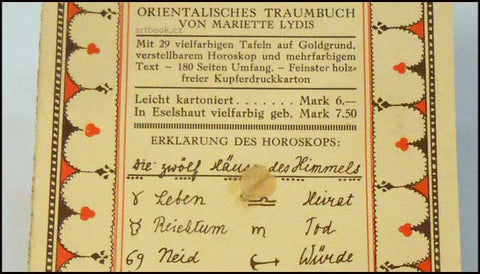 ORIENTALISCHES TRAUMBUCH
VON MARIETTE LYDIS
artbook.cz
Mit 29 vielfarbigen Tafeln auf Goldgrund,
verstellbarem Horoskop und mehrfarbigem
Text – 180 Seiten Umfang. – Feinster holz-
freier Kupferdruckkarton
Leicht kartoniert . . . . . . . Mark 6.—
In Eselshaut vielfarbig geb. Mark 7.50
ERKLÄRUNG DES HOROSKOPS:
Die zwölf Häuser des Himmels
♈ Leben ♎ Heirat
♉ Reichtum m Tod
69 Neid Würde